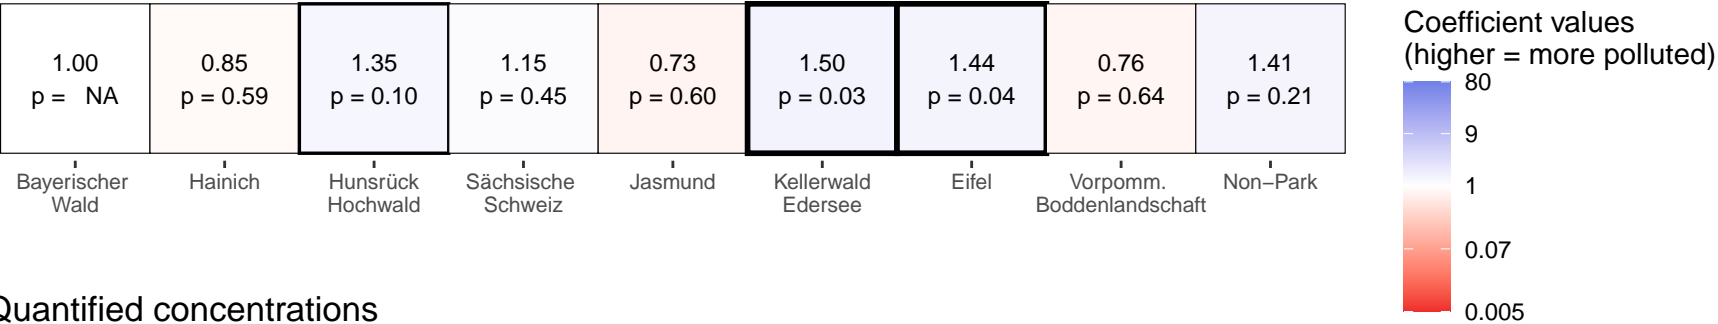 1.00 0.85 1.35 1.15 0.73 1.50 1.44 0.76 1.41
p = NA p = 0.59 p = 0.10 p = 0.45 p = 0.60 p = 0.03 p = 0.04 p = 0.64 p = 0.21
Bayerischer Hainich Hunsrück Sächsische Jasmund Kellerwald Eifel Vorpomm. Non−Park
Wald Hochwald Schweiz Edersee Boddenlandschaft
Coefficient values
(higher = more polluted)
80
9
1
0.07
0.005
Quantified concentrations